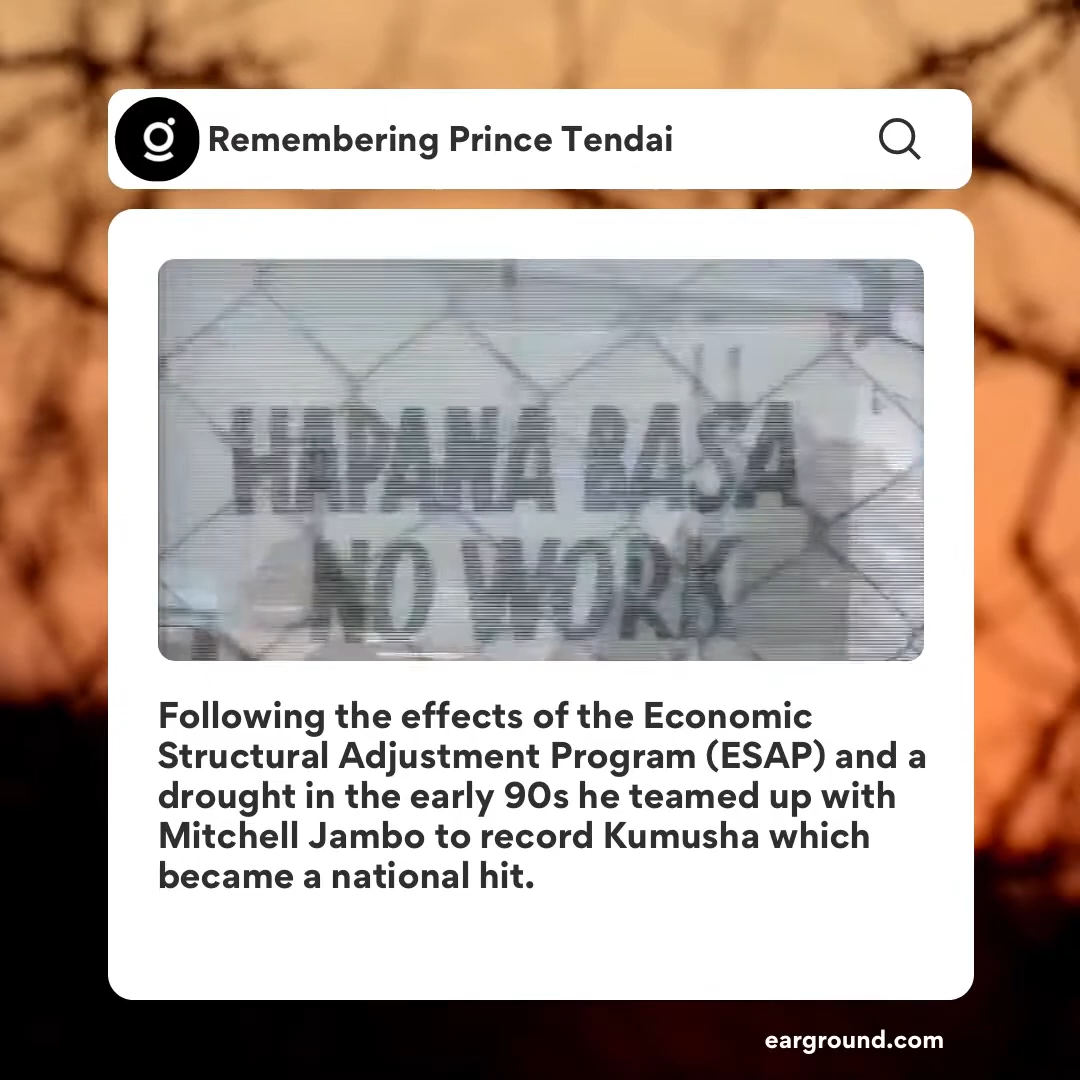 Remembering Prince Tendai
HAPANA BASA
NO WORK
Following the effects of the Economic
Structural Adjustment Program (ESAP) and a
drought in the early 90s he teamed up with
Mitchell Jambo to record Kumusha which
became a national hit.
earground.com